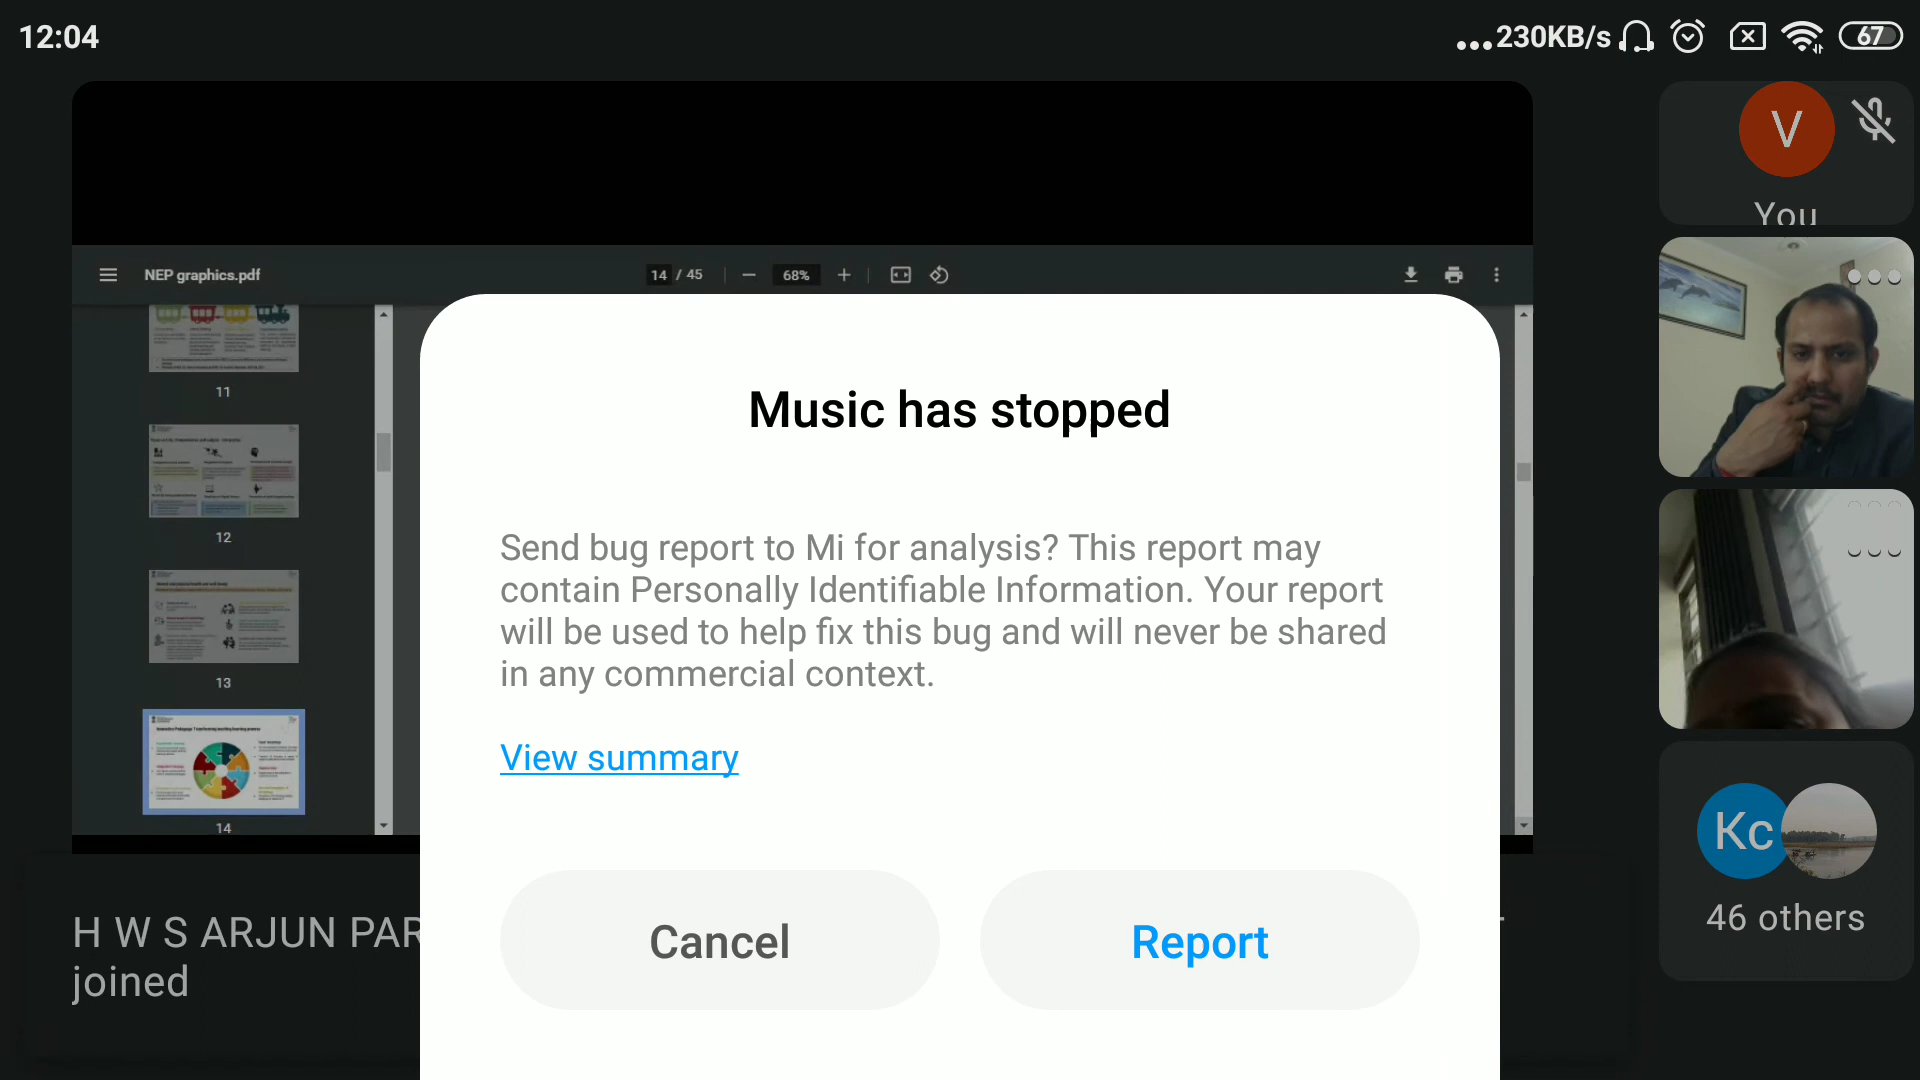 12:04
...230KB/s
67
V
You
NEP graphics.pdf
14 / 45
68%
11
12
13
14
Music has stopped
Send bug report to Mi for analysis? This report may
contain Personally Identifiable Information. Your report
will be used to help fix this bug and will never be shared
in any commercial context.
View summary
Cancel
Report
H W S ARJUN PAR
joined
Kc
46 others